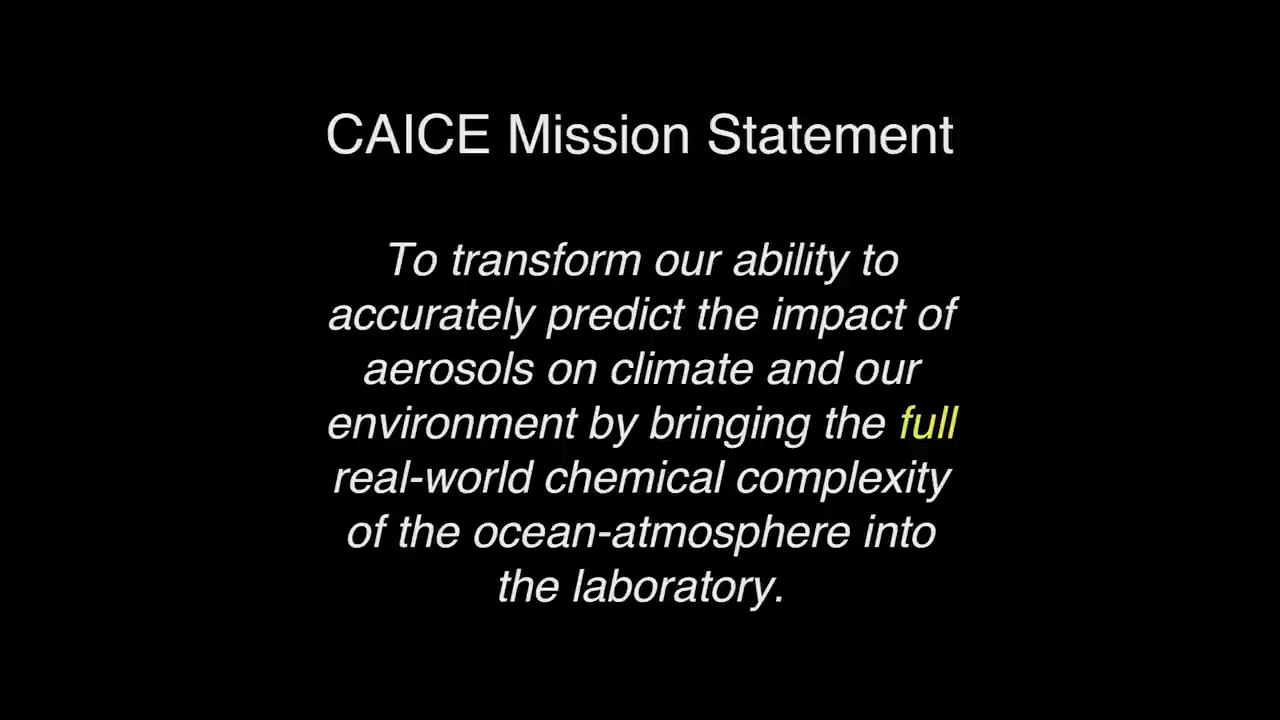 CAICE Mission Statement
To transform our ability to
accurately predict the impact of
aerosols on climate and our
environment by bringing the full
real-world chemical complexity
of the ocean-atmosphere into
the laboratory.